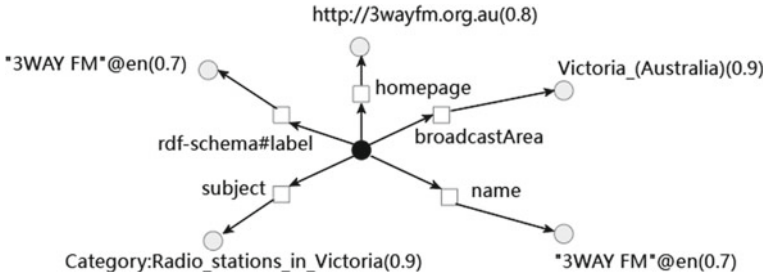 http://3wayfm.org.au(0.8)
"3WAY FM"@en(0.7)
Victoria_(Australia)(0.9)
homepage
rdf-schema#label
broadcastArea
subject
name
Category:Radio_stations_in_Victoria(0.9)
"3WAY FM"@en(0.7)